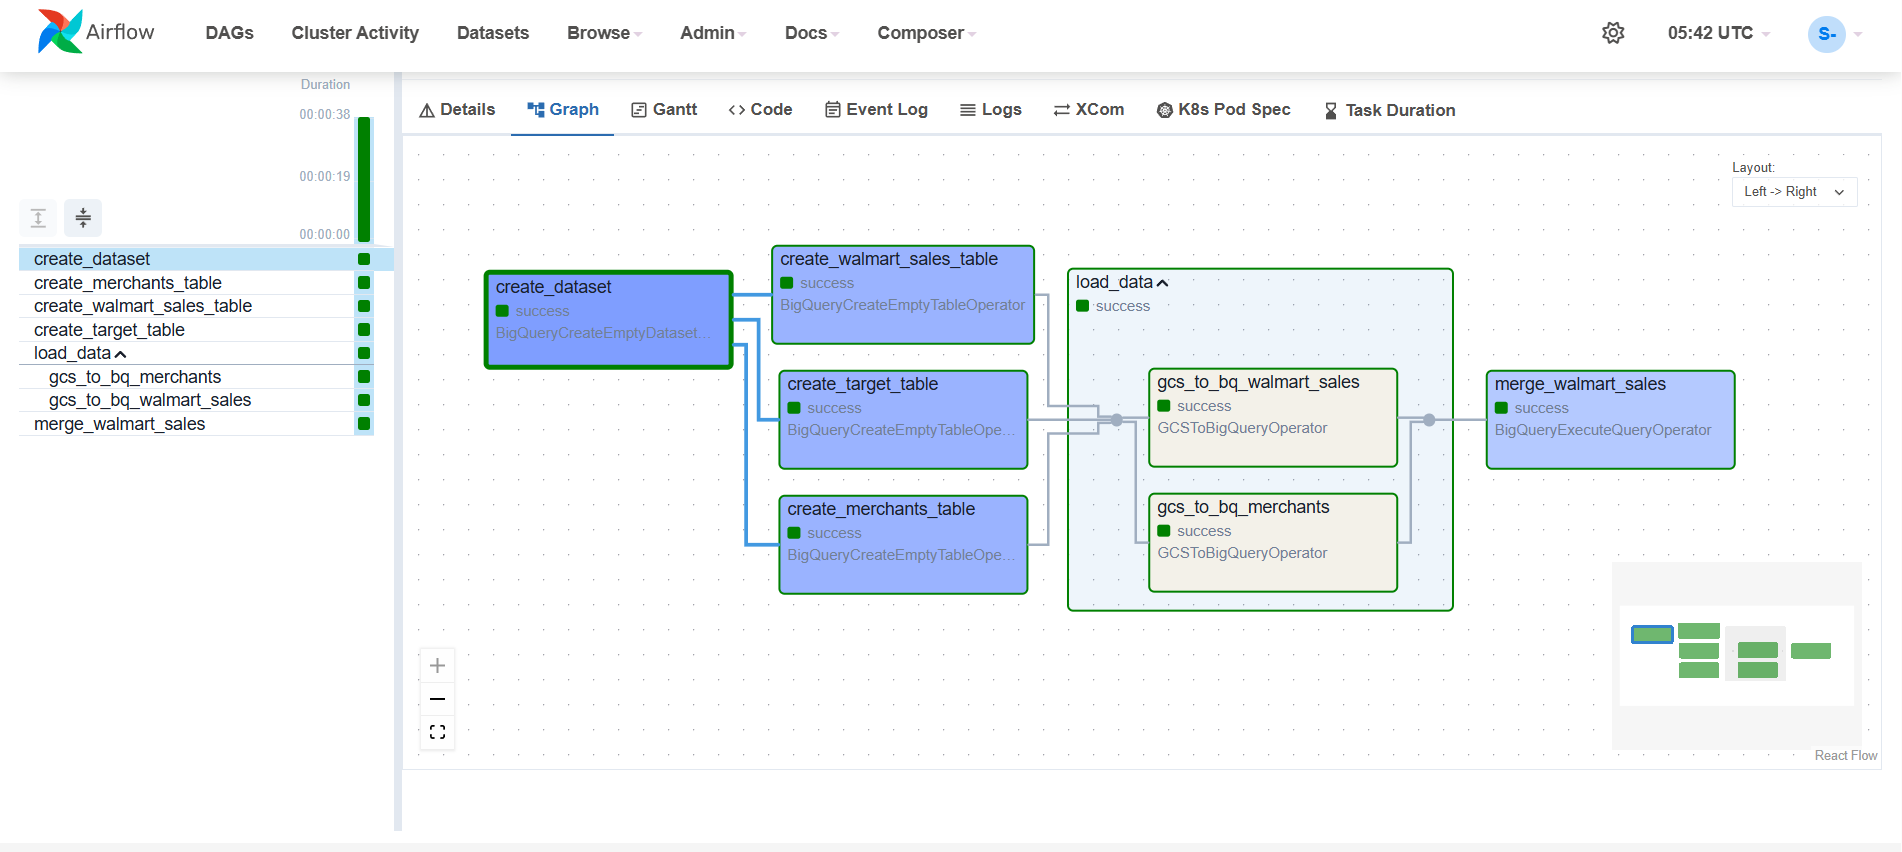 Airflow
DAGs
Cluster Activity
Datasets
Browse
Admin
Docs
Composer
05:42 UTC
S-
Duration
00:00:38
00:00:19
00:00:00
create_dataset
create_merchants_table
create_walmart_sales_table
create_target_table
load_data
gcs_to_bq_merchants
gcs_to_bq_walmart_sales
merge_walmart_sales
Details
Graph
Gantt
Code
Event Log
Logs
XCom
K8s Pod Spec
Task Duration
Layout:
Left -> Right
create_dataset
success
BigQueryCreateEmptyDataset...
create_walmart_sales_table
success
BigQueryCreateEmptyTableOperator
create_target_table
success
BigQueryCreateEmptyTableOpe...
create_merchants_table
success
BigQueryCreateEmptyTableOpe...
load_data
success
gcs_to_bq_walmart_sales
success
GCSToBigQueryOperator
gcs_to_bq_merchants
success
GCSToBigQueryOperator
merge_walmart_sales
success
BigQueryExecuteQueryOperator
React Flow